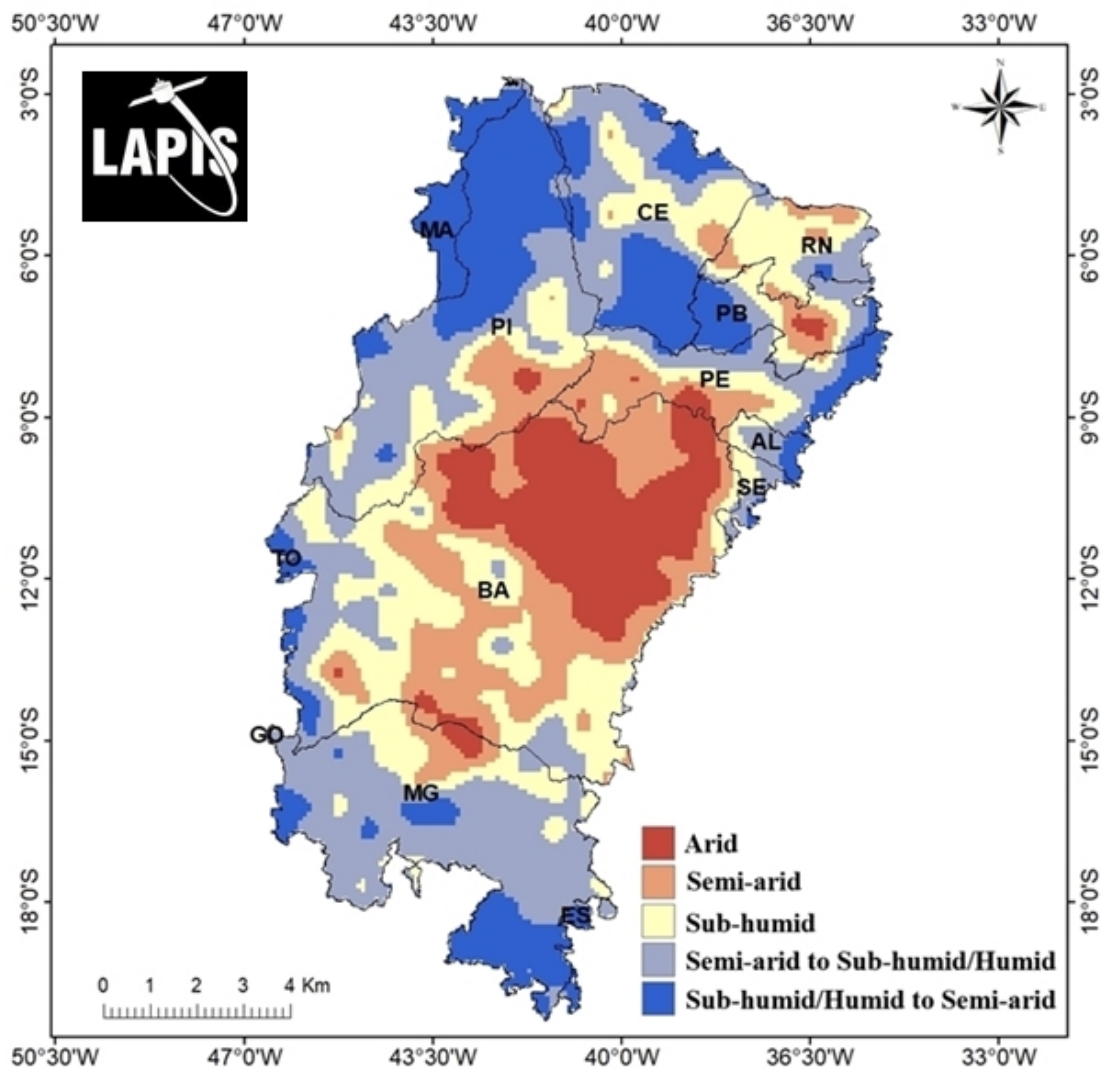 50°30'W 47°0'W 43°30'W 40°0'W 36°30'W 33°0'W
3°0'S
6°0'S
9°0'S
12°0'S
15°0'S
18°0'S
LAPIS
N
W E
S
3°0'S
6°0'S
9°0'S
12°0'S
15°0'S
18°0'S
CE
MA
RN
PB
PI
PE
AL
SE
TO
BA
GO
MG
ES
Arid
Semi-arid
Sub-humid
Semi-arid to Sub-humid/Humid
Sub-humid/Humid to Semi-arid
0 1 2 3 4 Km
50°30'W 47°0'W 43°30'W 40°0'W 36°30'W 33°0'W